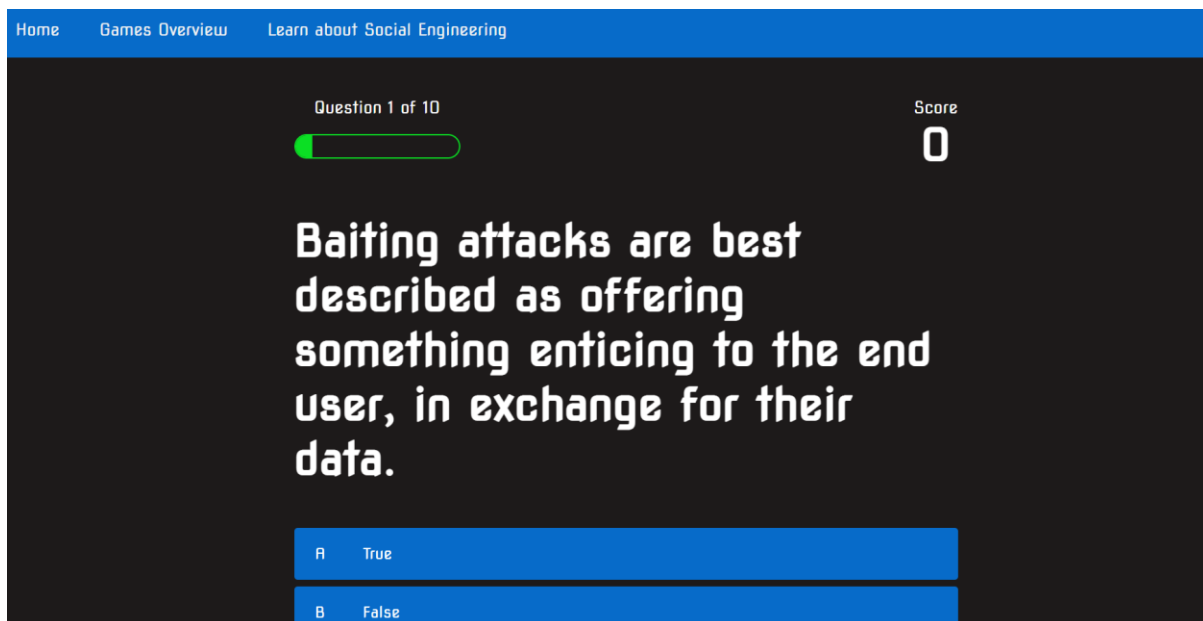 Home Games Overview Learn about Social Engineering
Question 1 of 10 Score
0
Baiting attacks are best
described as offering
something enticing to the end
user, in exchange for their
data.
A True
B False